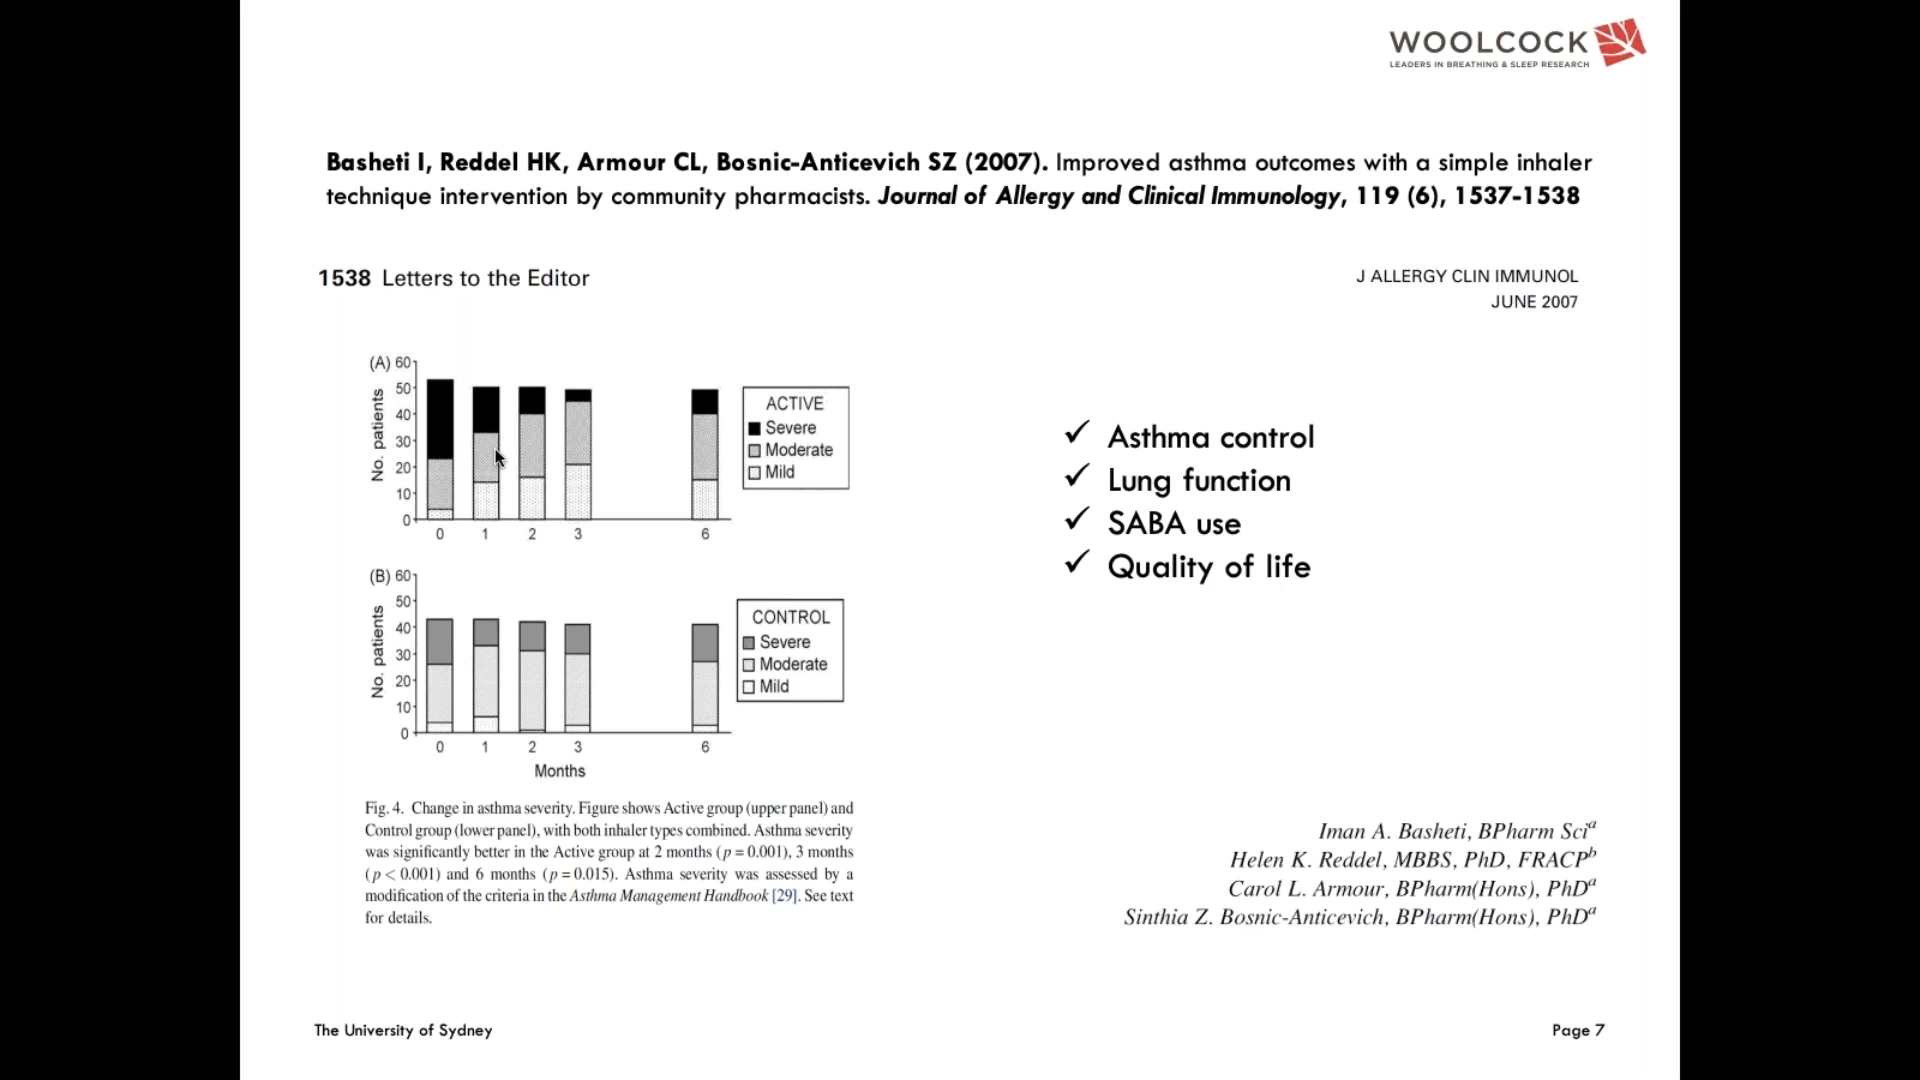 WOOLCOCK
LEADERS IN BREATHING & SLEEP RESEARCH
Basheti I, Reddel HK, Armour CL, Bosnic-Anticevich SZ (2007). Improved asthma outcomes with a simple inhaler
technique intervention by community pharmacists. Journal of Allergy and Clinical Immunology, 119 (6), 1537-1538
1538 Letters to the Editor
J ALLERGY CLIN IMMUNOL
JUNE 2007
(A) 60
50
40
30
20
10
0
No. patients
0 1 2 3 6
ACTIVE
Severe
Moderate
Mild
(B) 60
50
40
30
20
10
0
No. patients
0 1 2 3 6
Months
CONTROL
Severe
Moderate
Mild
Fig. 4. Change in asthma severity. Figure shows Active group (upper panel) and
Control group (lower panel), with both inhaler types combined. Asthma severity
was significantly better in the Active group at 2 months (p = 0.001), 3 months
(p < 0.001) and 6 months (p = 0.015). Asthma severity was assessed by a
modification of the criteria in the Asthma Management Handbook [29]. See text
for details.
✓ Asthma control
✓ Lung function
✓ SABA use
✓ Quality of life
Iman A. Basheti, BPharm Sci^a
Helen K. Reddel, MBBS, PhD, FRACP^b
Carol L. Armour, BPharm(Hons), PhD^a
Sinthia Z. Bosnic-Anticevich, BPharm(Hons), PhD^a
The University of Sydney
Page 7